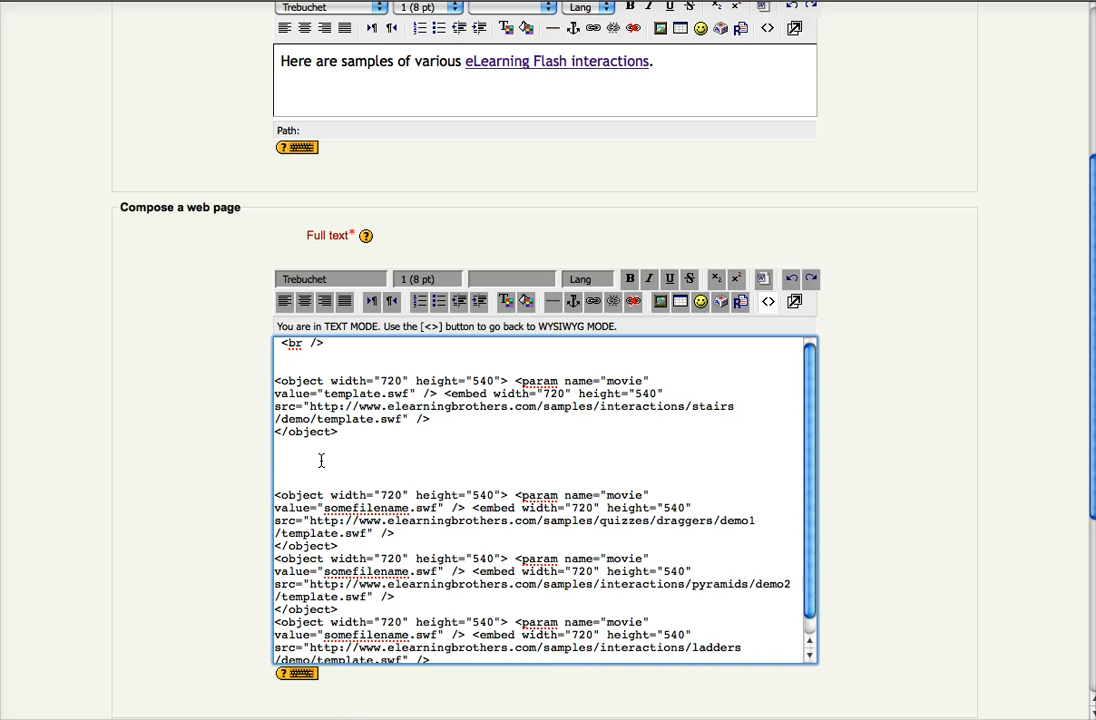 Trebuchet 1 (8 pt) Lang B I U S
Here are samples of various eLearning Flash interactions.
Path:
?
Compose a web page
Full text* ?
Trebuchet 1 (8 pt) Lang B I U S x₂ x²
<>
You are in TEXT MODE. Use the [<>] button to go back to WYSIWYG MODE.
<br />
<object width="720" height="540"> <param name="movie"
value="template.swf" /> <embed width="720" height="540"
src="http://www.elearningbrothers.com/samples/interactions/stairs
/demo/template.swf" />
</object>
<object width="720" height="540"> <param name="movie"
value="somefilename.swf" /> <embed width="720" height="540"
src="http://www.elearningbrothers.com/samples/quizzes/draggers/demo1
/template.swf" />
</object>
<object width="720" height="540"> <param name="movie"
value="somefilename.swf" /> <embed width="720" height="540"
src="http://www.elearningbrothers.com/samples/interactions/pyramids/demo2
/template.swf" />
</object>
<object width="720" height="540"> <param name="movie"
value="somefilename.swf" /> <embed width="720" height="540"
src="http://www.elearningbrothers.com/samples/interactions/ladders
/demo/template.swf" />
?